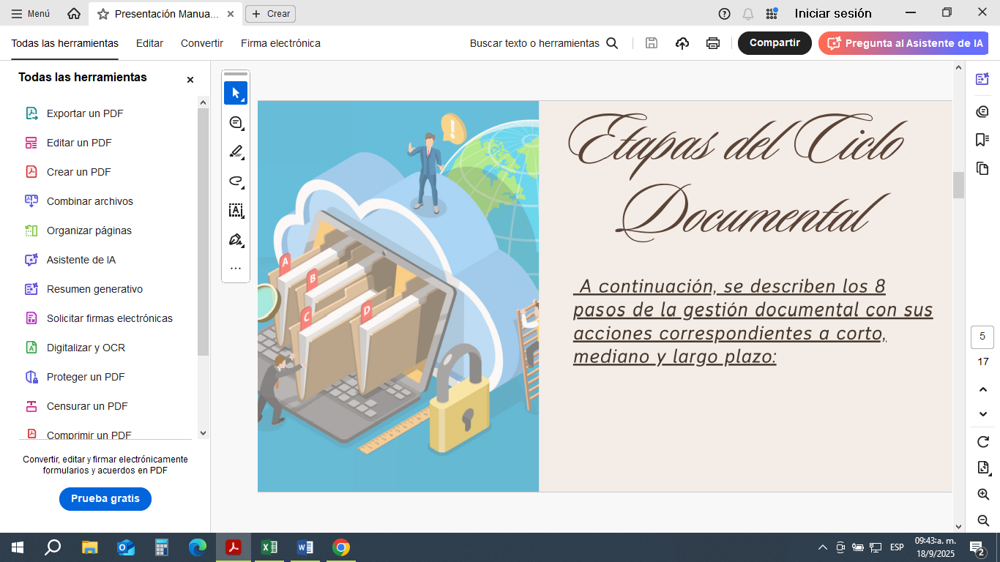 Menú
Presentación Manua...
Crear
Iniciar sesión
Todas las herramientas
Editar
Convertir
Firma electrónica
Buscar texto o herramientas
Compartir
Pregunta al Asistente de IA
Todas las herramientas
Exportar un PDF
Editar un PDF
Crear un PDF
Combinar archivos
Organizar páginas
Asistente de IA
Resumen generativo
Solicitar firmas electrónicas
Digitalizar y OCR
Proteger un PDF
Censurar un PDF
Comprimir un PDF
Convertir, editar y firmar electrónicamente
formularios y acuerdos en PDF
Prueba gratis
A
B
C
D
Etapas del Ciclo
Documental
A continuación, se describen los 8
pasos de la gestión documental con sus
acciones correspondientes a corto,
mediano y largo plazo:
5
17
ESP
09:43:a. m.
18/9/2025
2